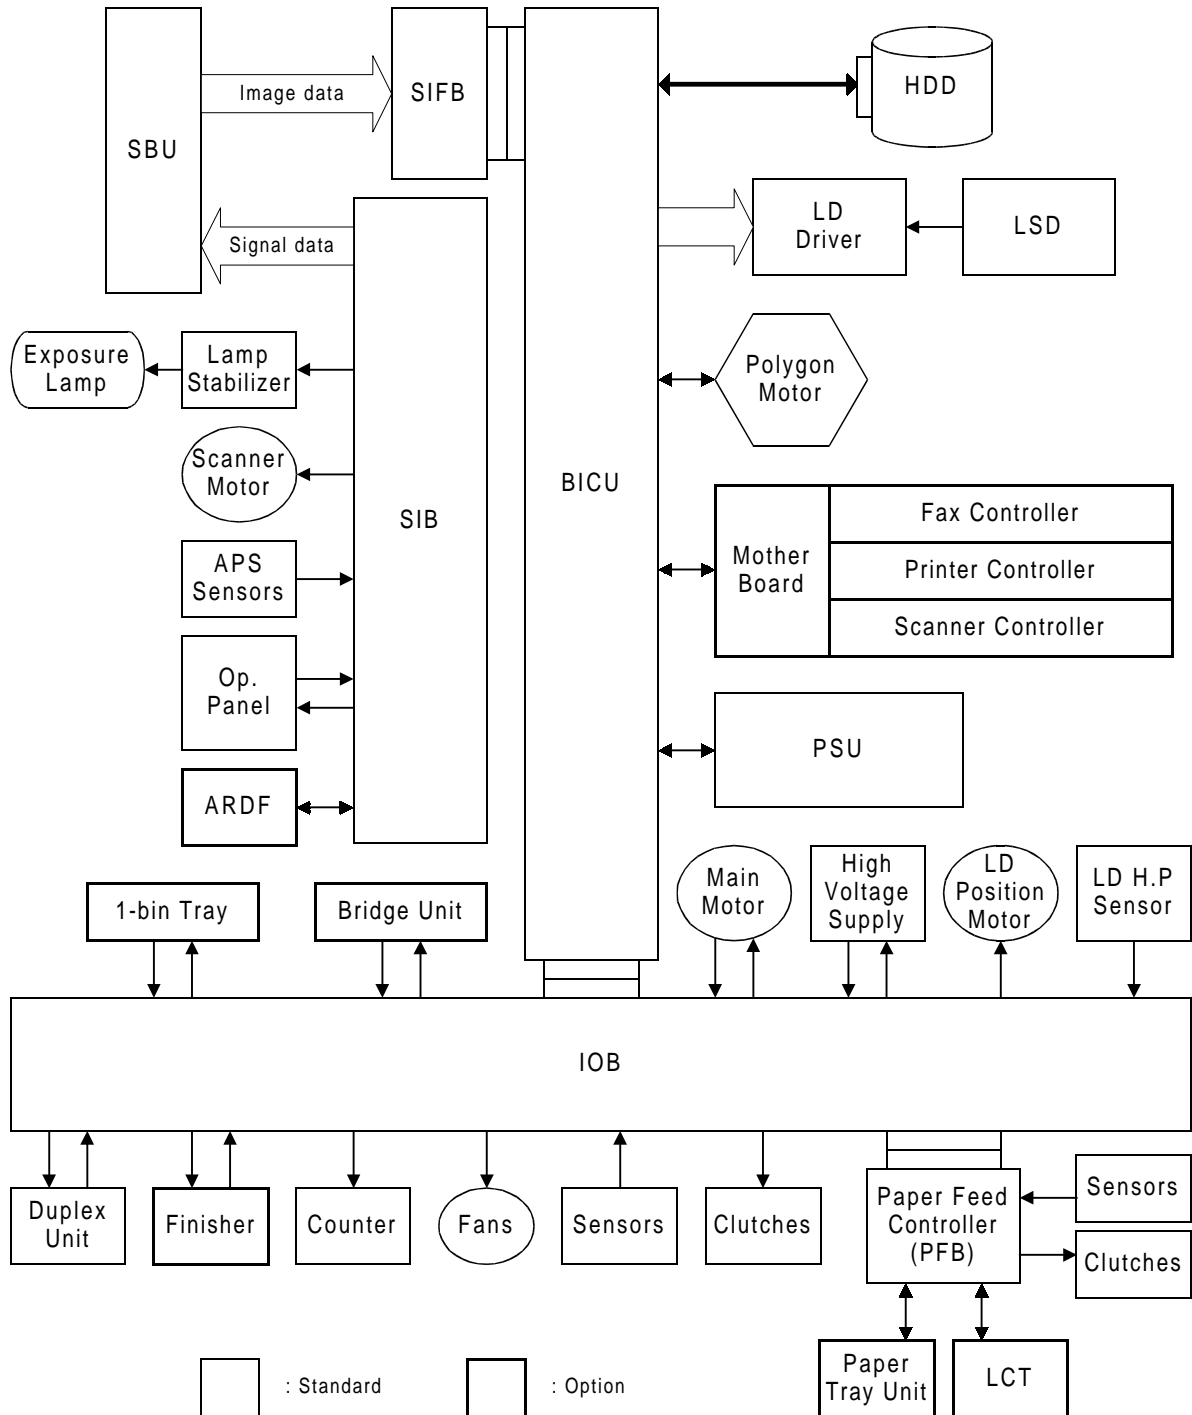 SBU
Image data
SIFB
HDD
Signal data
LD
Driver
LSD
Exposure
Lamp
Lamp
Stabilizer
Polygon
Motor
Scanner
Motor
SIB
BICU
Mother
Board
Fax Controller
Printer Controller
Scanner Controller
APS
Sensors
Op.
Panel
PSU
ARDF
1-bin Tray
Bridge Unit
Main
Motor
High
Voltage
Supply
LD
Position
Motor
LD H.P
Sensor
IOB
Duplex
Unit
Finisher
Counter
Fans
Sensors
Clutches
Paper Feed
Controller
(PFB)
Sensors
Clutches
Paper
Tray Unit
LCT
: Standard
: Option